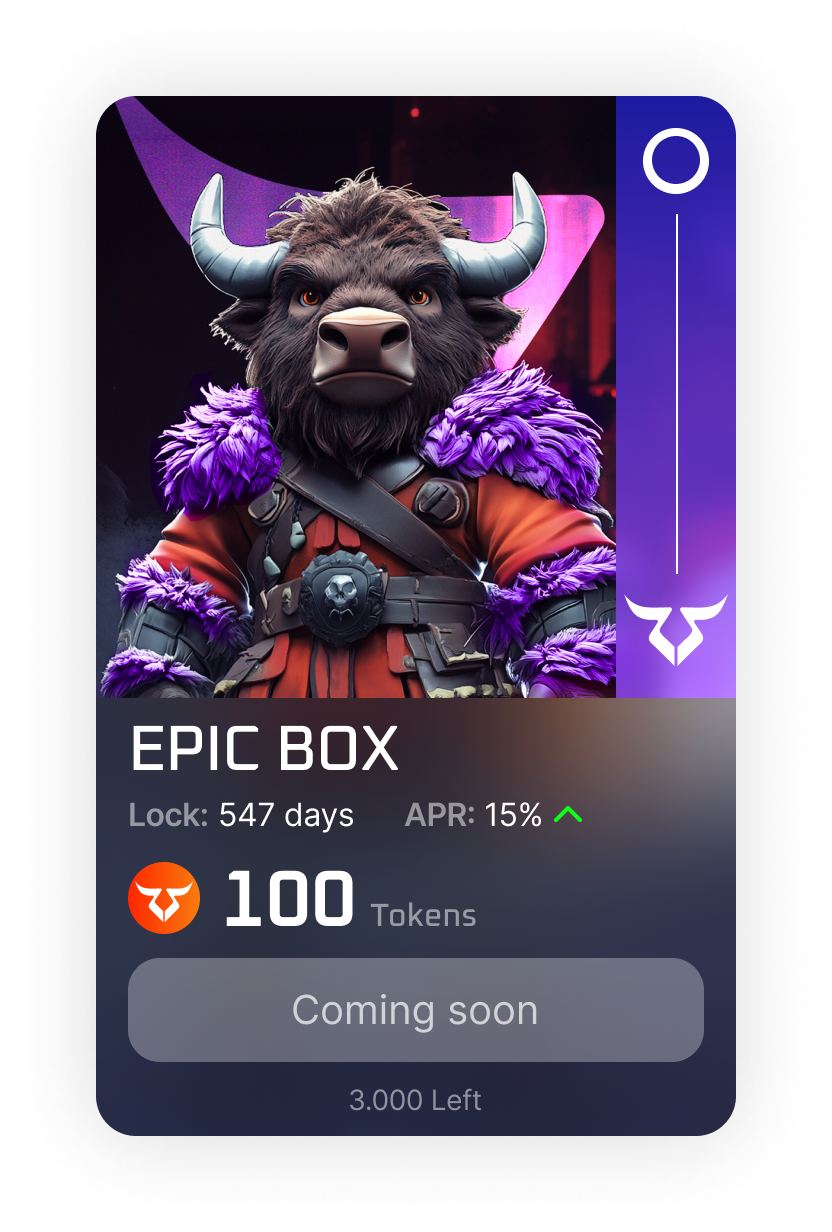 EPIC BOX
Lock: 547 days APR: 15%
100 Tokens
Coming soon
3.000 Left